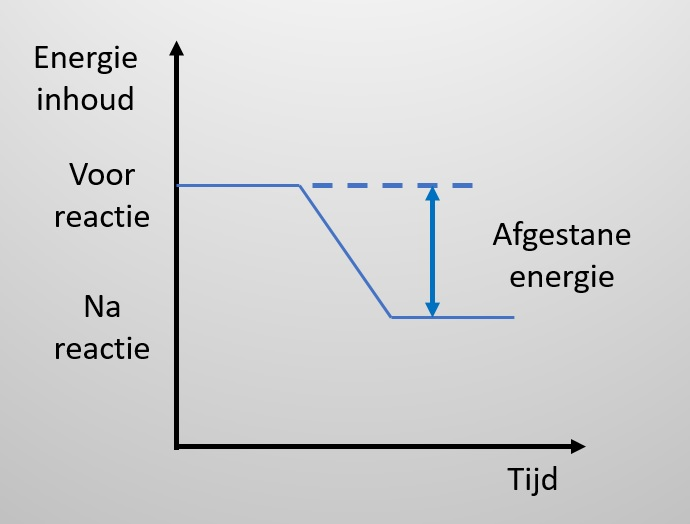 Energie
inhoud
Voor
reactie
Afgestane
energie
Na
reactie
Tijd